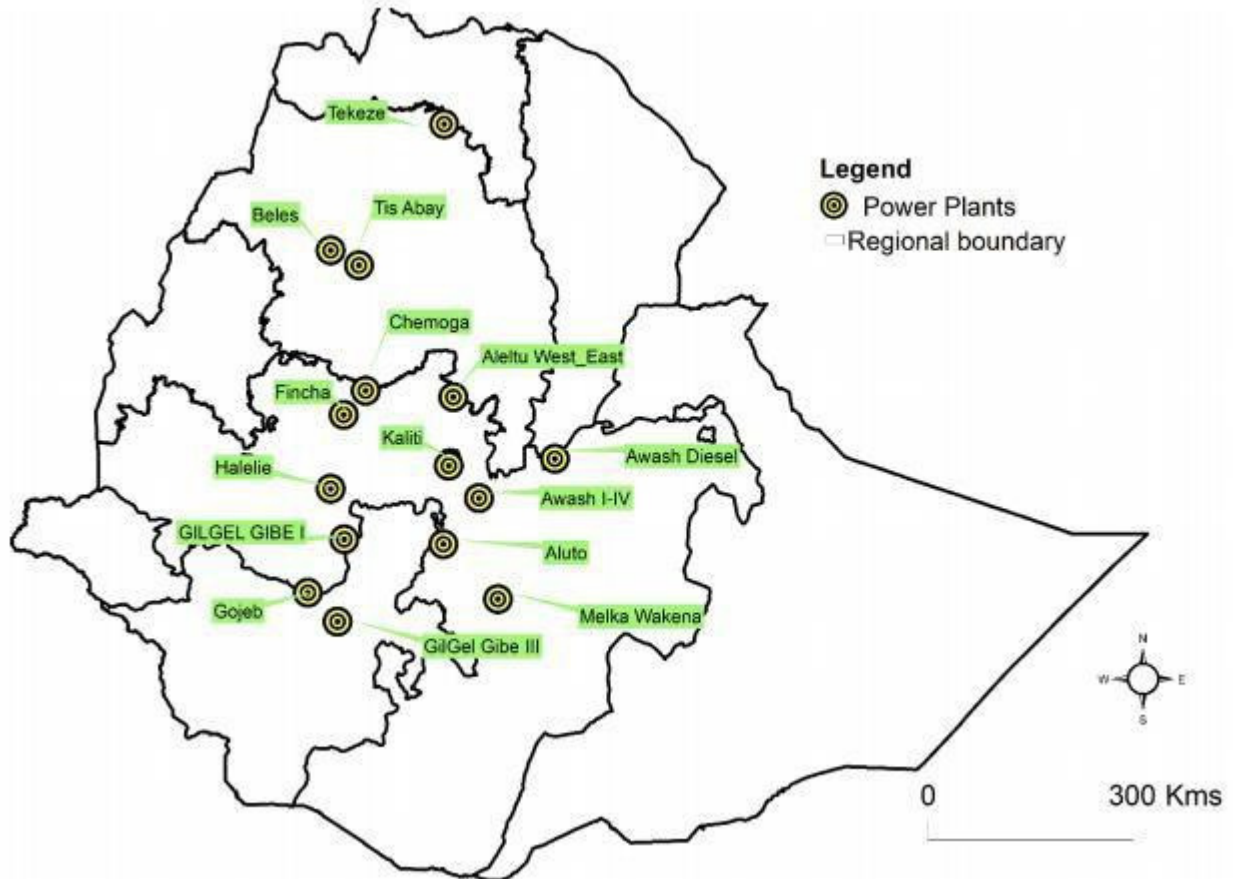 Tekeze
Legend
Power Plants
Regional boundary
Beles
Tis Abay
Chemoga
Aleltu West_East
Fincha
Kaliti
Awash Diesel
Halelie
Awash I-IV
GILGEL GIBE I
Aluto
Gojeb
Melka Wakena
GilGel Gibe III
N
W
E
S
0
300 Kms